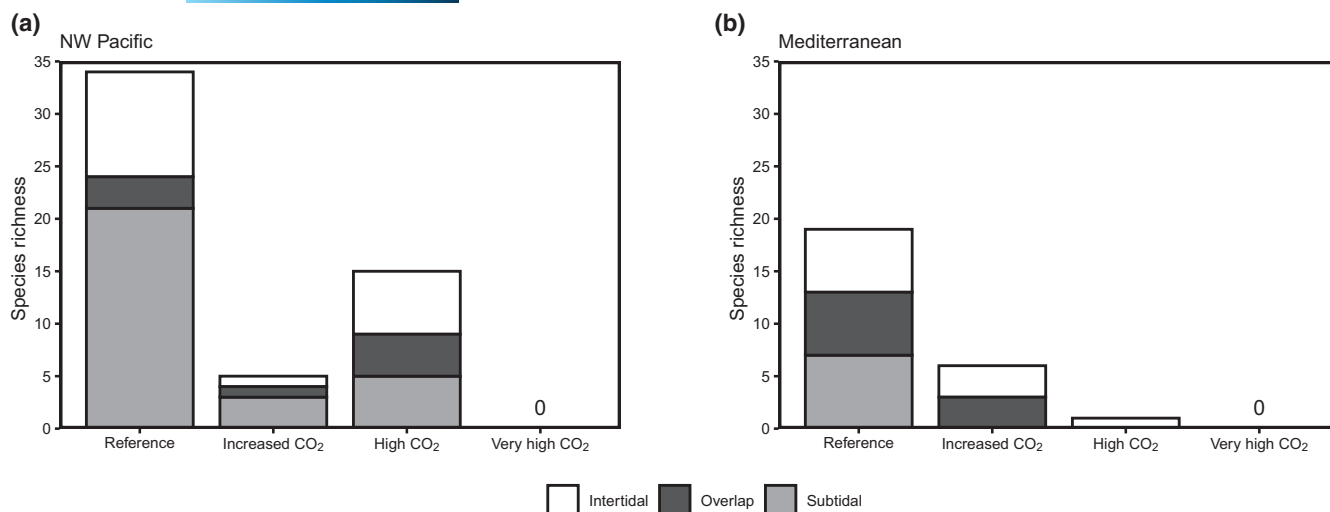 (a)
NW Pacific
Species richness
35
30
25
20
15
10
5
0
0
Reference Increased CO₂ High CO₂ Very high CO₂
(b)
Mediterranean
Species richness
35
30
25
20
15
10
5
0
0
Reference Increased CO₂ High CO₂ Very high CO₂
Intertidal Overlap Subtidal